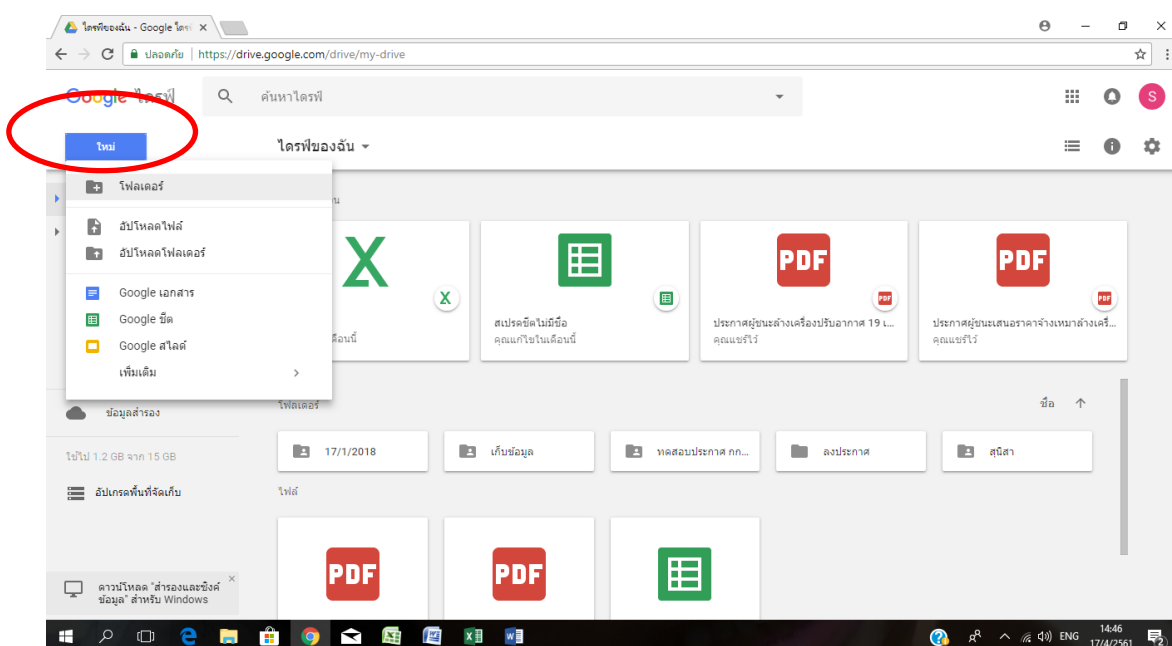 ไดรฟ์ของฉัน - Google ไดรฟ์
ปลอดภัย | https://drive.google.com/drive/my-drive
Google ไดรฟ์
ค้นหาไดรฟ์
S
ใหม่
ไดรฟ์ของฉัน
โฟลเดอร์
อัปโหลดไฟล์
อัปโหลดโฟลเดอร์
Google เอกสาร
Google ชีต
Google สไลด์
เพิ่มเติม
X
X
PDF
PDF
PDF
PDF
สเปรดชีตไม่มีชื่อ
คุณแก้ไขในเดือนนี้
ประกาศผู้ชนะล้างเครื่องปรับอากาศ 19 เ...
คุณแชร์ไว้
ประกาศผู้ชนะเสนอราคาจ้างเหมาล้างเครื่...
คุณแชร์ไว้
ดือนนี้
ข้อมูลสำรอง
โฟลเดอร์
ชื่อ
17/1/2018
เก็บข้อมูล
ทดสอบประกาศ กก...
ลงประกาศ
สุนิสา
ใช้ไป 1.2 GB จาก 15 GB
อัปเกรดพื้นที่จัดเก็บ
ไฟล์
PDF
PDF
ดาวน์โหลด "สำรองและซิงค์
ข้อมูล" สำหรับ Windows
ENG
14:46
17/4/2561